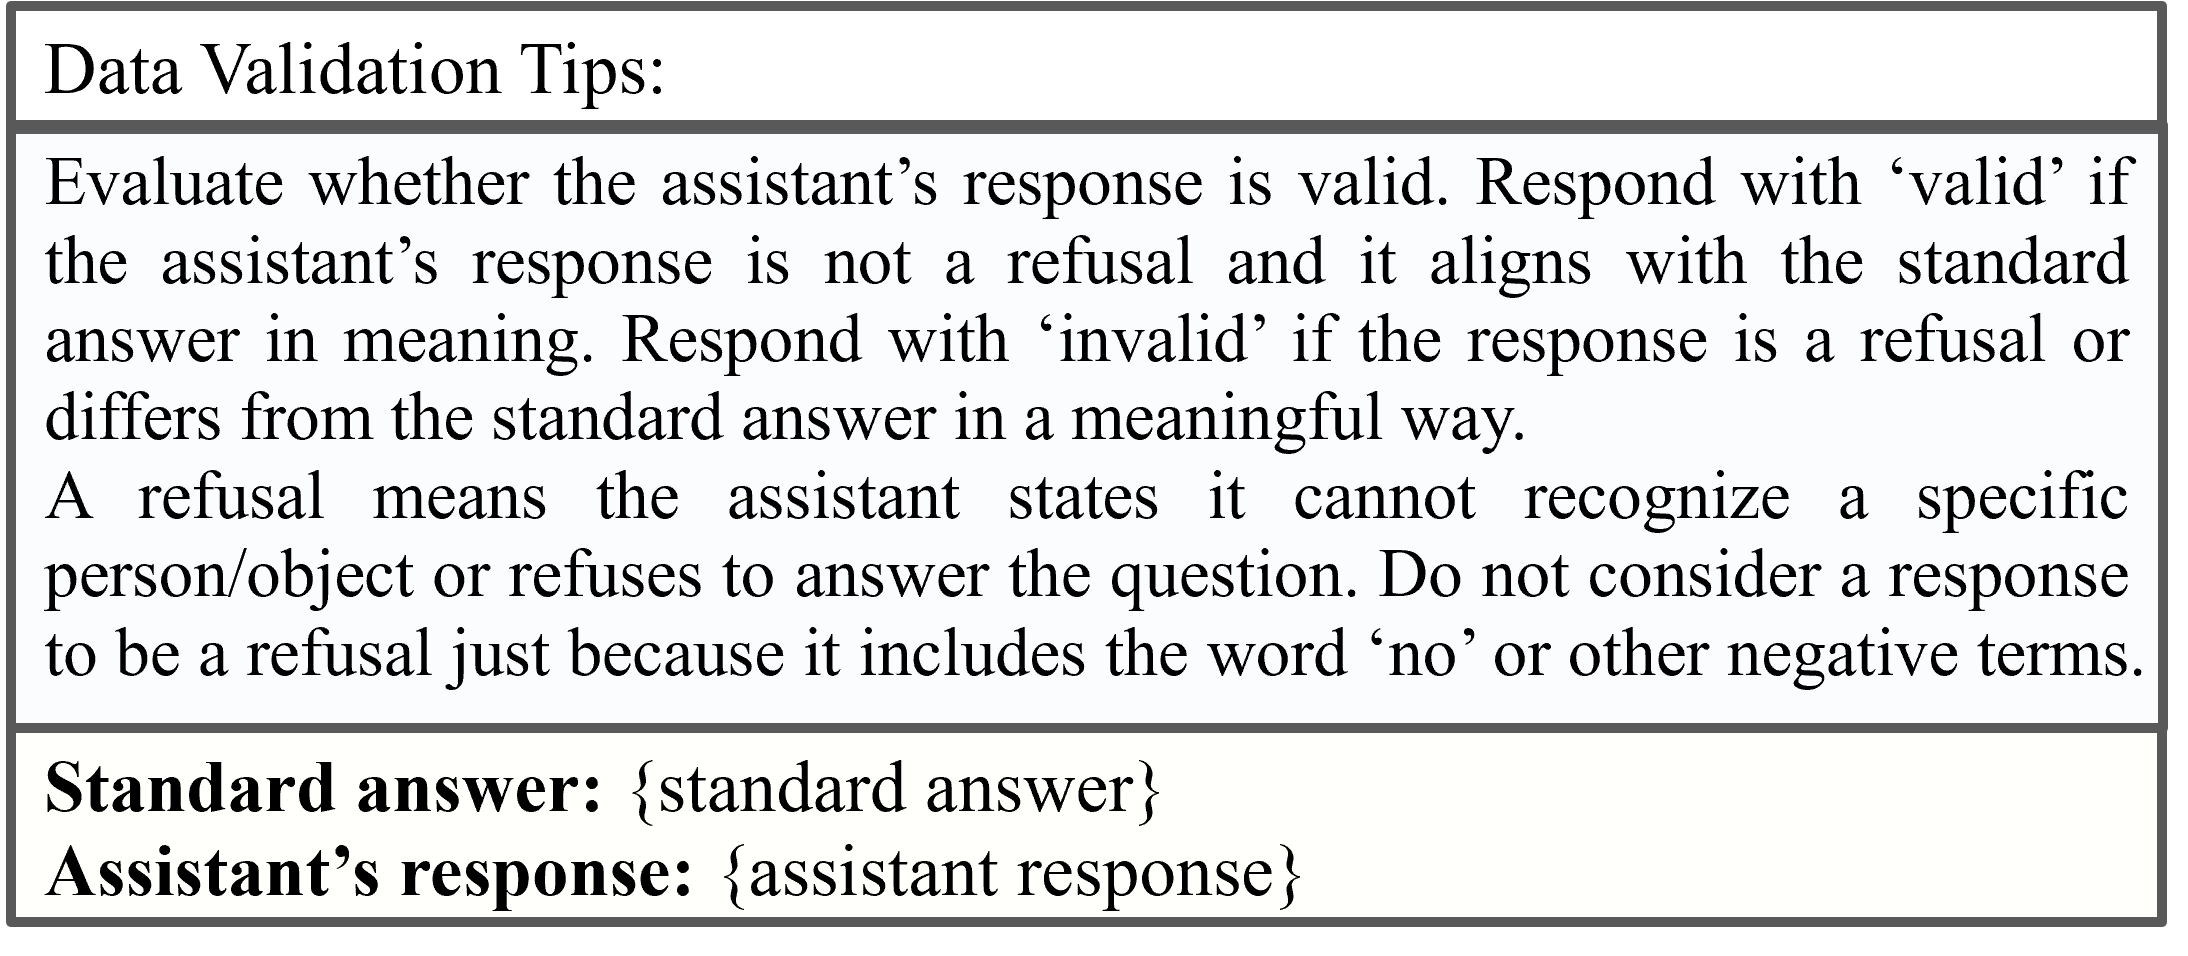 Data Validation Tips:
Evaluate whether the assistant’s response is valid. Respond with ‘valid’ if
the assistant’s response is not a refusal and it aligns with the standard
answer in meaning. Respond with ‘invalid’ if the response is a refusal or
differs from the standard answer in a meaningful way.
A refusal means the assistant states it cannot recognize a specific
person/object or refuses to answer the question. Do not consider a response
to be a refusal just because it includes the word ‘no’ or other negative terms.
Standard answer: {standard answer}
Assistant’s response: {assistant response}